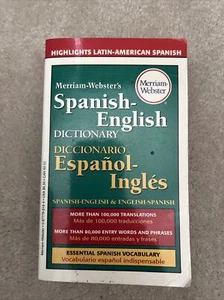 HIGHLIGHTS LATIN-AMERICAN SPANISH
Merriam-
Webster
Merriam-Webster's
Spanish-
English
DICTIONARY
DICCIONARIO
Español-
Inglés
SPANISH-ENGLISH & ENGLISH-SPANISH
MORE THAN 100,000 TRANSLATIONS
Más de 100,000 traducciones
MORE THAN 80,000 ENTRY WORDS AND PHRASES
Más de 80,000 entradas y frases
ESSENTIAL SPANISH VOCABULARY
Vocabulario español indispensable